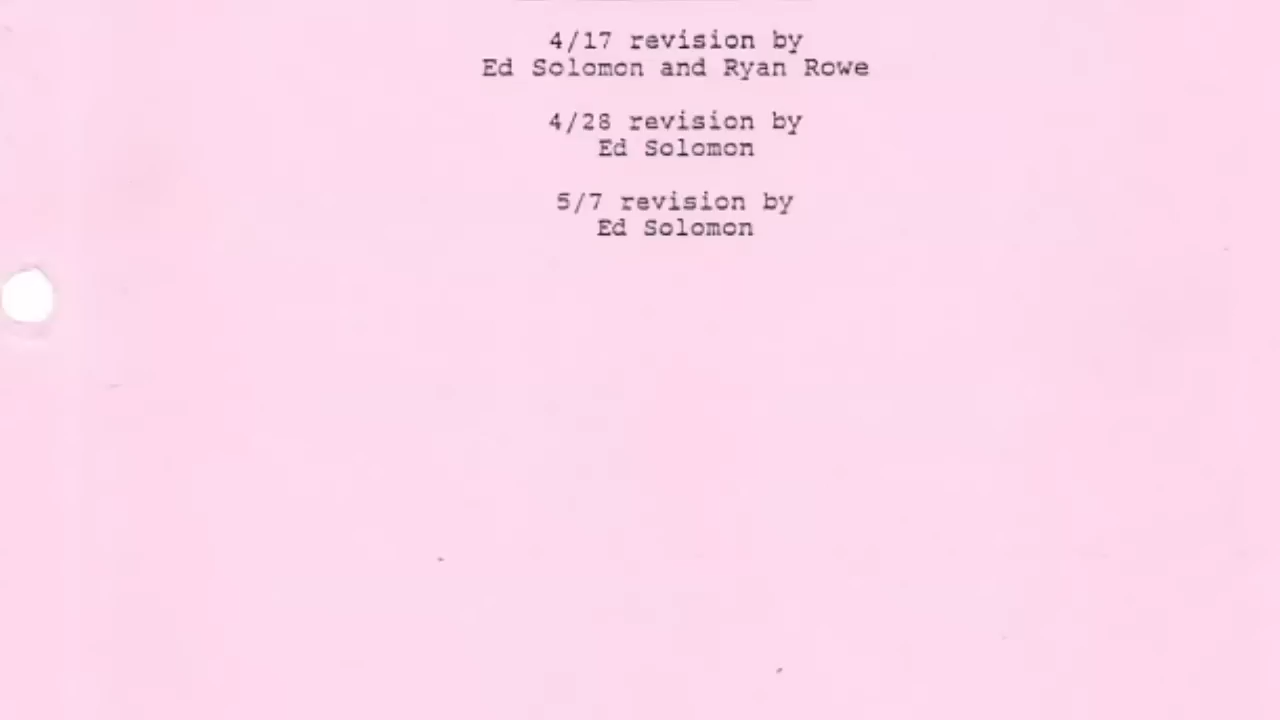 4/17 revision by
Ed Solomon and Ryan Rowe
4/28 revision by
Ed Solomon
5/7 revision by
Ed Solomon